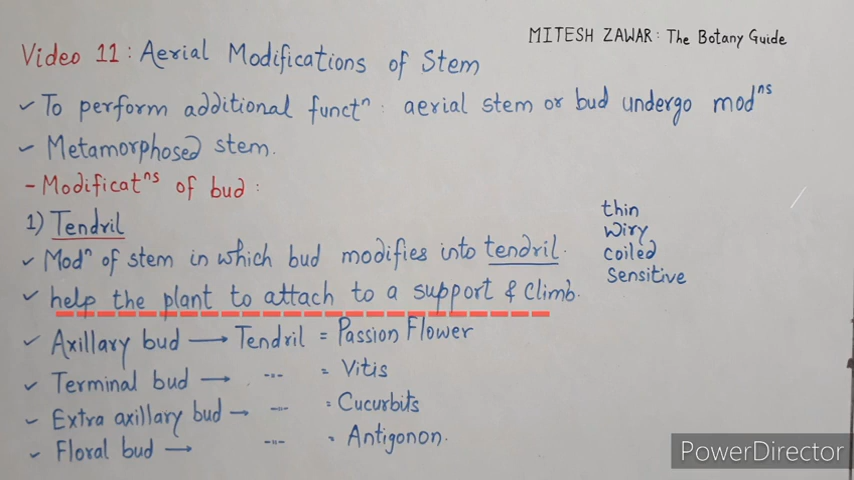 MITESH ZAWAR: The Botany Guide
Video 11: Aerial Modifications of Stem
✓ To perform additional functⁿ: aerial stem or bud undergo modⁿˢ
✓ Metamorphosed stem.
- Modificatⁿˢ of bud:
1) Tendril
✓ Modⁿ of stem in which bud modifies into tendril.
✓ help the plant to attach to a support & Climb.
thin
wiry
coiled
Sensitive
✓ Axillary bud → Tendril = Passion Flower
✓ Terminal bud → -"- = Vitis
✓ Extra axillary bud → -"- = Cucurbits
✓ Floral bud → -"- = Antigonon.
PowerDirector